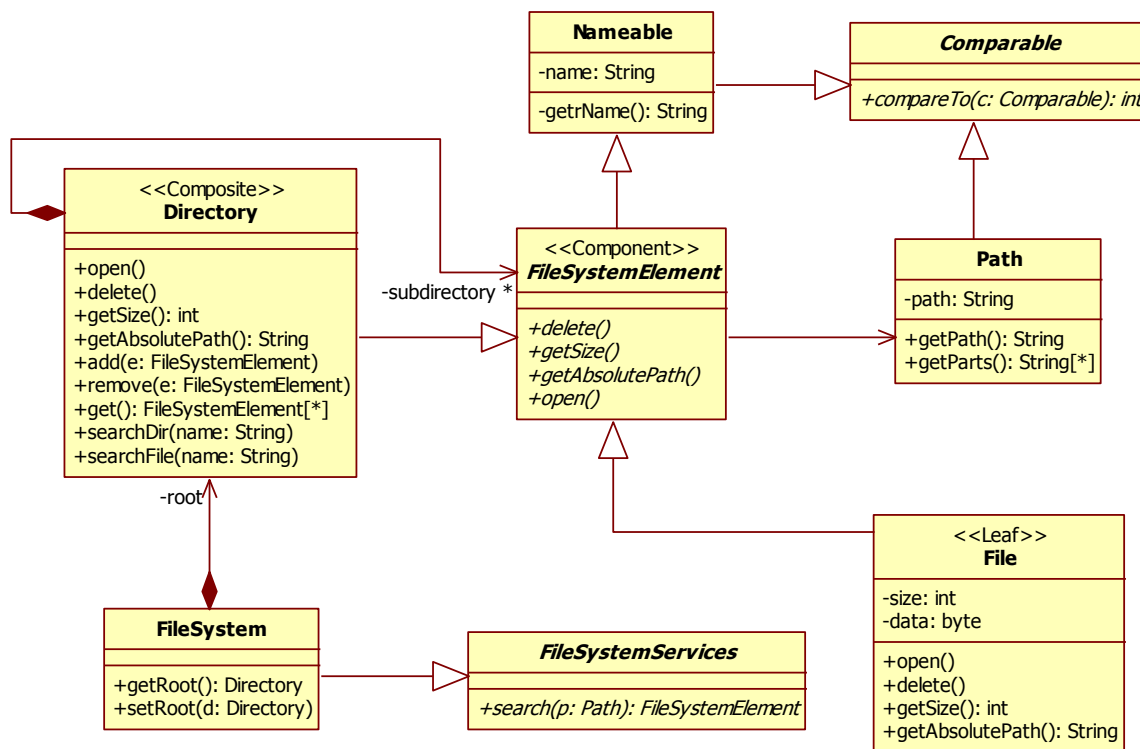 Nameable
-name: String
-getrName(): String
Comparable
+compareTo(c: Comparable): int
<<Composite>>
Directory
+open()
+delete()
+getSize(): int
+getAbsolutePath(): String
+add(e: FileSystemElement)
+remove(e: FileSystemElement)
+get(): FileSystemElement[*]
+searchDir(name: String)
+searchFile(name: String)
-subdirectory *
<<Component>>
FileSystemElement
+delete()
+getSize()
+getAbsolutePath()
+open()
Path
-path: String
+getPath(): String
+getParts(): String[*]
-root
FileSystem
+getRoot(): Directory
+setRoot(d: Directory)
FileSystemServices
+search(p: Path): FileSystemElement
<<Leaf>>
File
-size: int
-data: byte
+open()
+delete()
+getSize(): int
+getAbsolutePath(): String